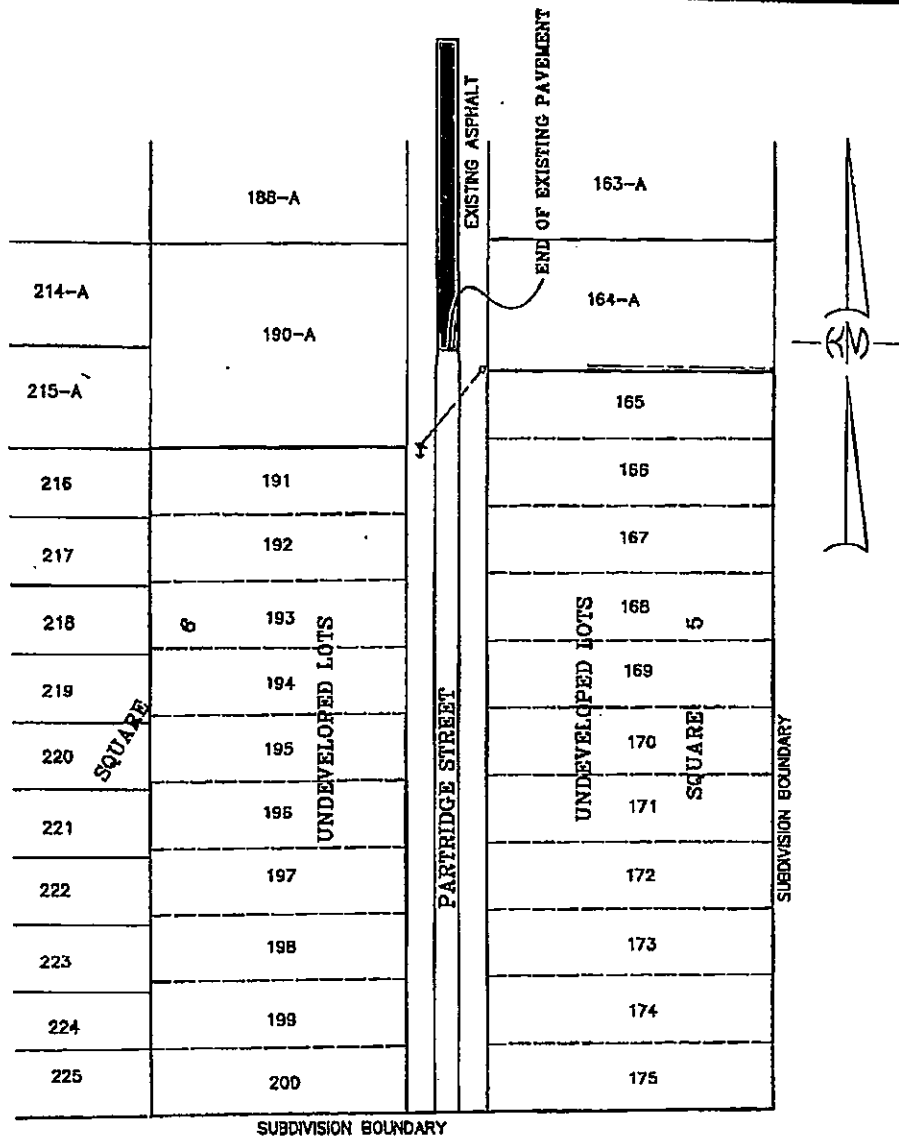 EXISTING ASPHALT
END OF EXISTING PAVEMENT
188-A
163-A
214-A
190-A
164-A
215-A
165
216
191
166
217
192
167
218
6
193
168
5
219
194
169
220
SQUARE
195
UNDEVELOPED LOTS
PARTRIDGE STREET
UNDEVELOPED LOTS
170
SQUARE
SUBDIVISION BOUNDARY
221
196
171
222
197
172
223
198
173
224
199
174
225
200
175
SUBDIVISION BOUNDARY